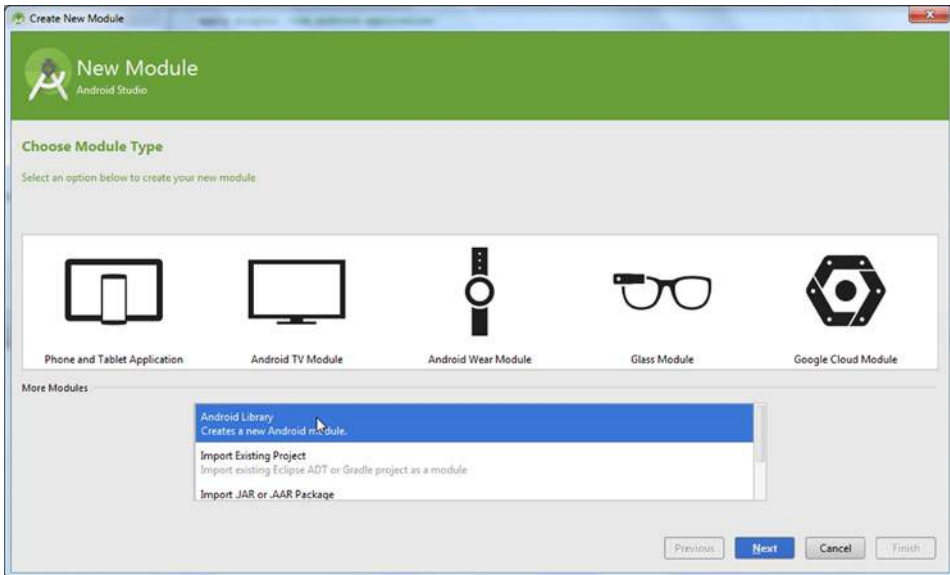 Create New Module
New Module
Android Studio
Choose Module Type
Select an option below to create your new module
Phone and Tablet Application
Android TV Module
Android Wear Module
Glass Module
Google Cloud Module
More Modules
Android Library
Creates a new Android module.
Import Existing Project
Import existing Eclipse ADT or Gradle project as a module
Import .JAR or .AAR Package
Previous
Next
Cancel
Finish